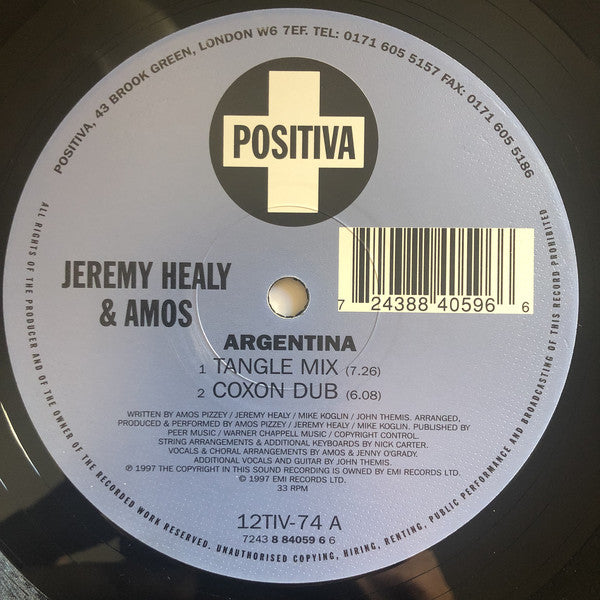 POSITIVA, 43 BROOK GREEN, LONDON W6 7EF. TEL: 0171 605 5157 FAX: 0171 605 5186
POSITIVA
JEREMY HEALY
& AMOS
7 24388 40596 6
ARGENTINA
1 TANGLE MIX (7.26)
2 COXON DUB (6.08)
WRITTEN BY AMOS PIZZEY / JEREMY HEALY / MIKE KOGLIN / JOHN THEMIS. ARRANGED,
PRODUCED & PERFORMED BY AMOS PIZZEY / JEREMY HEALY / MIKE KOGLIN. PUBLISHED BY
PEER MUSIC / WARNER CHAPPELL MUSIC / COPYRIGHT CONTROL.
STRING ARRANGEMENTS & ADDITIONAL KEYBOARDS BY NICK CARTER.
VOCALS & CHORAL ARRANGEMENTS BY AMOS & JENNY O'GRADY.
ADDITIONAL VOCALS AND GUITAR BY JOHN THEMIS.
℗ 1997 THE COPYRIGHT IN THIS SOUND RECORDING IS OWNED BY EMI RECORDS LTD.
© 1997 EMI RECORDS LTD.
33 RPM
12TIV-74 A
7243 8 84059 6 6
ALL RIGHTS OF THE PRODUCER AND OF THE OWNER OF THE RECORDED WORK RESERVED. UNAUTHORISED COPYING, HIRING, RENTING, PUBLIC PERFORMANCE AND BROADCASTING OF THIS RECORD PROHIBITED